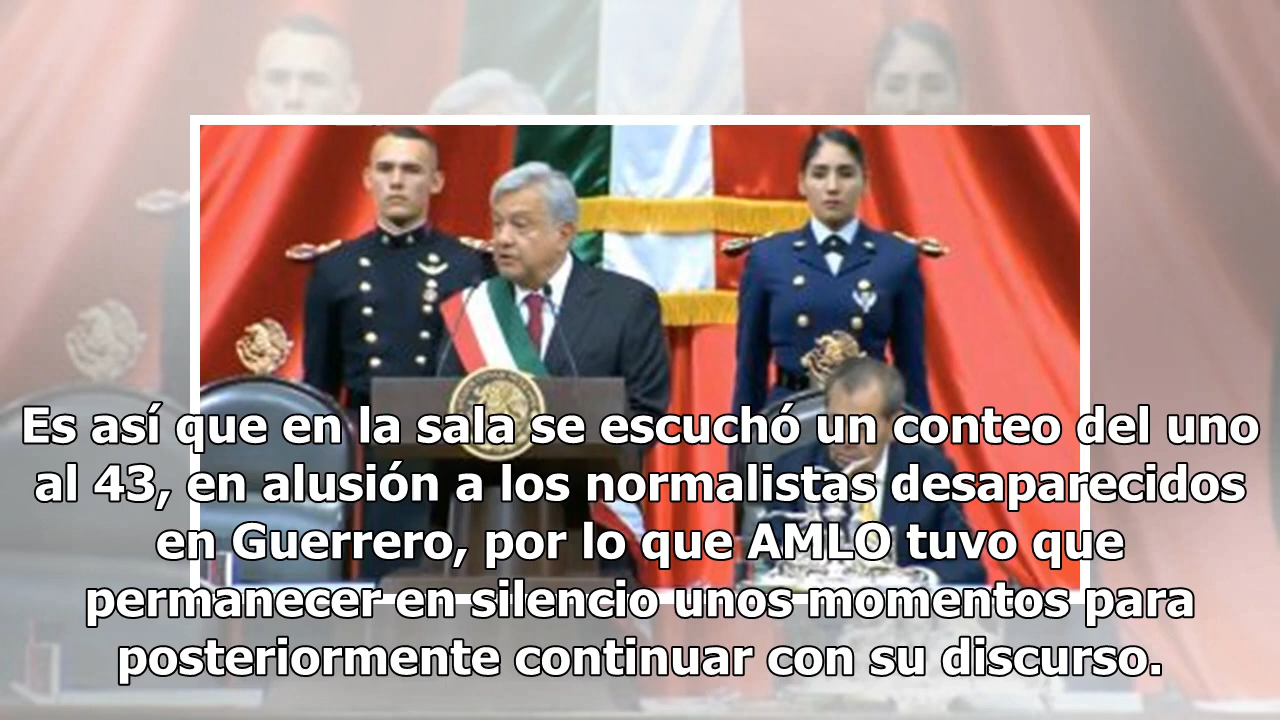 Es así que en la sala se escuchó un conteo del uno
al 43, en alusión a los normalistas desaparecidos
en Guerrero, por lo que AMLO tuvo que
permanecer en silencio unos momentos para
posteriormente continuar con su discurso.